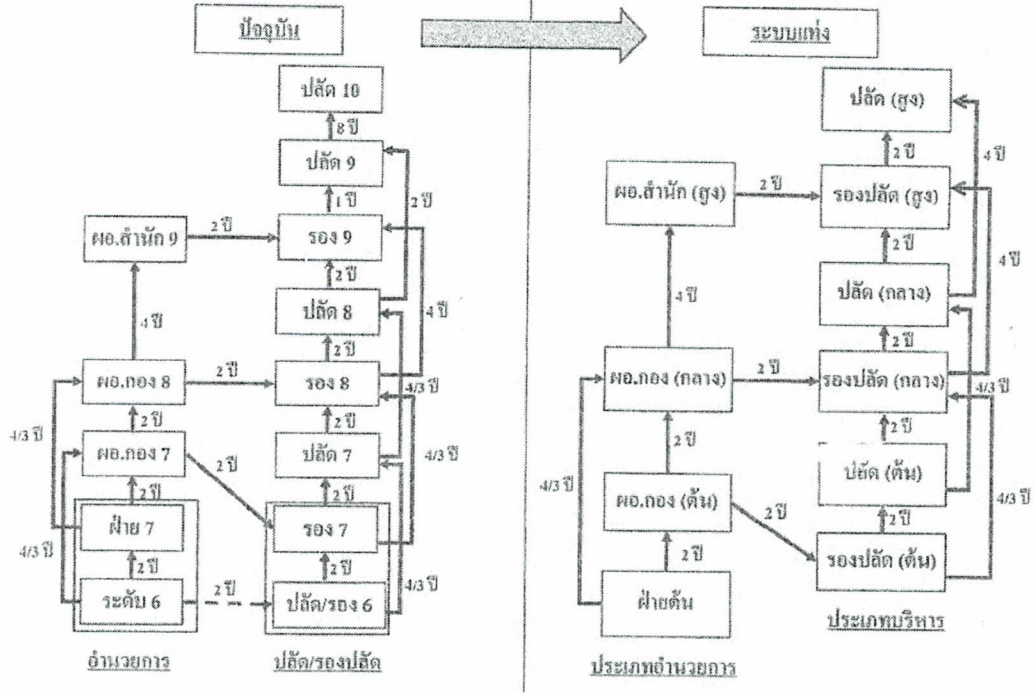 ปัจจุบัน
ปลัด 10
8 ปี
ปลัด 9
1 ปี
2 ปี
ผอ.สำนัก 9
2 ปี
รอง 9
2 ปี
ปลัด 8
4 ปี
4 ปี
2 ปี
ผอ.กอง 8
2 ปี
รอง 8
4/3 ปี
2 ปี
2 ปี
4/3 ปี
ผอ.กอง 7
2 ปี
ปลัด 7
4/3 ปี
2 ปี
2 ปี
ฝ่าย 7
รอง 7
4/3 ปี
2 ปี
2 ปี
4/3 ปี
ระดับ 6
2 ปี
ปลัด/รอง 6
อำนวยการ
ปลัด/รองปลัด
ระบบแท่ง
ปลัด (สูง)
2 ปี
4 ปี
ผอ.สำนัก (สูง)
2 ปี
รองปลัด (สูง)
2 ปี
4 ปี
ปลัด (กลาง)
4 ปี
2 ปี
ผอ.กอง (กลาง)
2 ปี
รองปลัด (กลาง)
4/3 ปี
2 ปี
2 ปี
ปลัด (ต้น)
4/3 ปี
ผอ.กอง (ต้น)
2 ปี
2 ปี
4/3 ปี
2 ปี
รองปลัด (ต้น)
ฝ่ายต้น
ประเภทบริหาร
ประเภทอำนวยการ